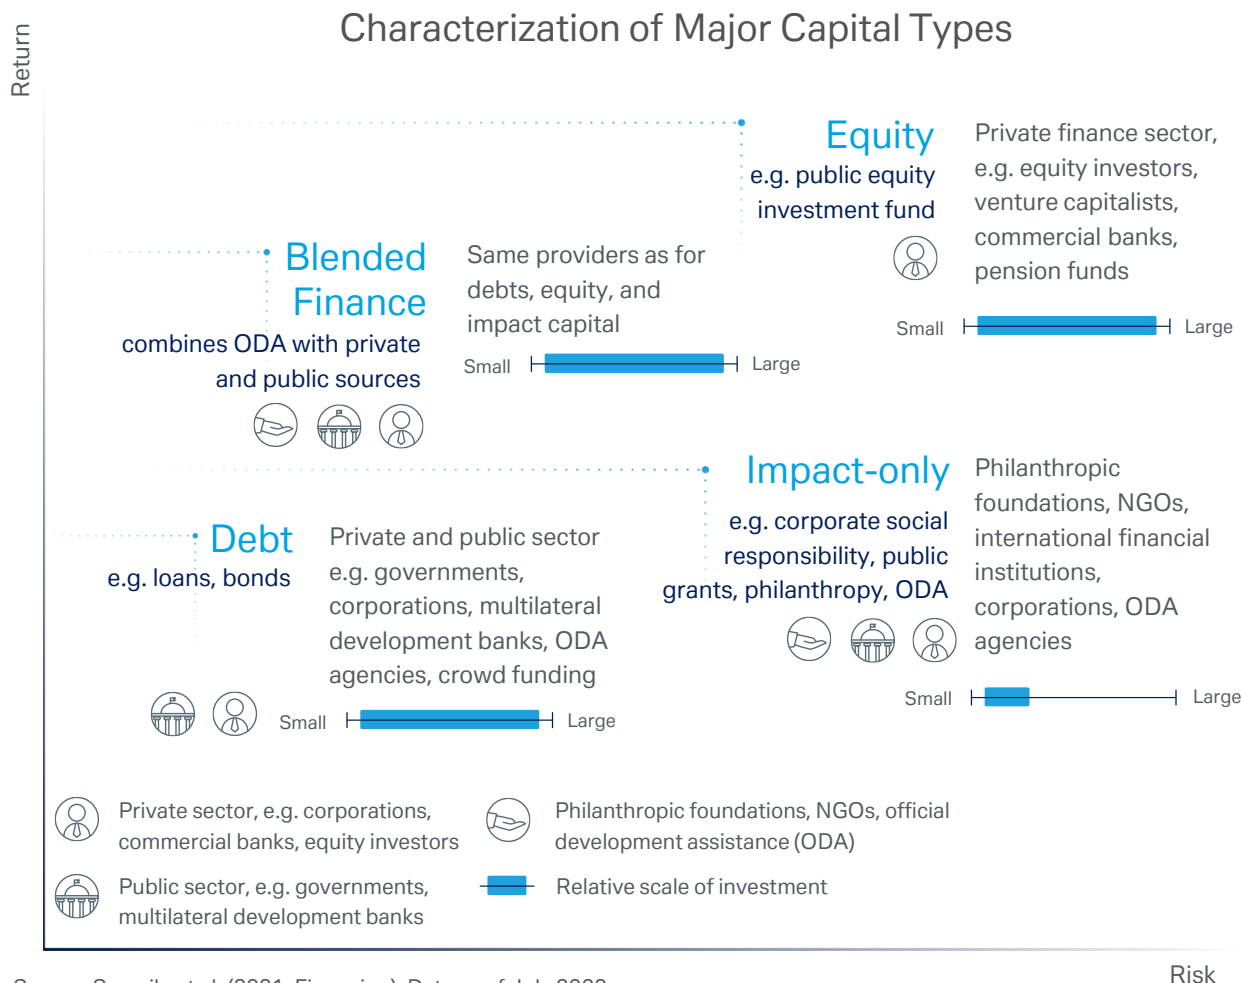 Characterization of Major Capital Types
Return
Equity
e.g. public equity
investment fund
Private finance sector,
e.g. equity investors,
venture capitalists,
commercial banks,
pension funds
Small
Large
Blended
Finance
combines ODA with private
and public sources
Same providers as for
debts, equity, and
impact capital
Small
Large
Impact-only
e.g. corporate social
responsibility, public
grants, philanthropy, ODA
Philanthropic
foundations, NGOs,
international financial
institutions,
corporations, ODA
agencies
Small
Large
Debt
e.g. loans, bonds
Private and public sector
e.g. governments,
corporations, multilateral
development banks, ODA
agencies, crowd funding
Small
Large
Private sector, e.g. corporations,
commercial banks, equity investors
Philanthropic foundations, NGOs, official
development assistance (ODA)
Public sector, e.g. governments,
multilateral development banks
Relative scale of investment
Risk